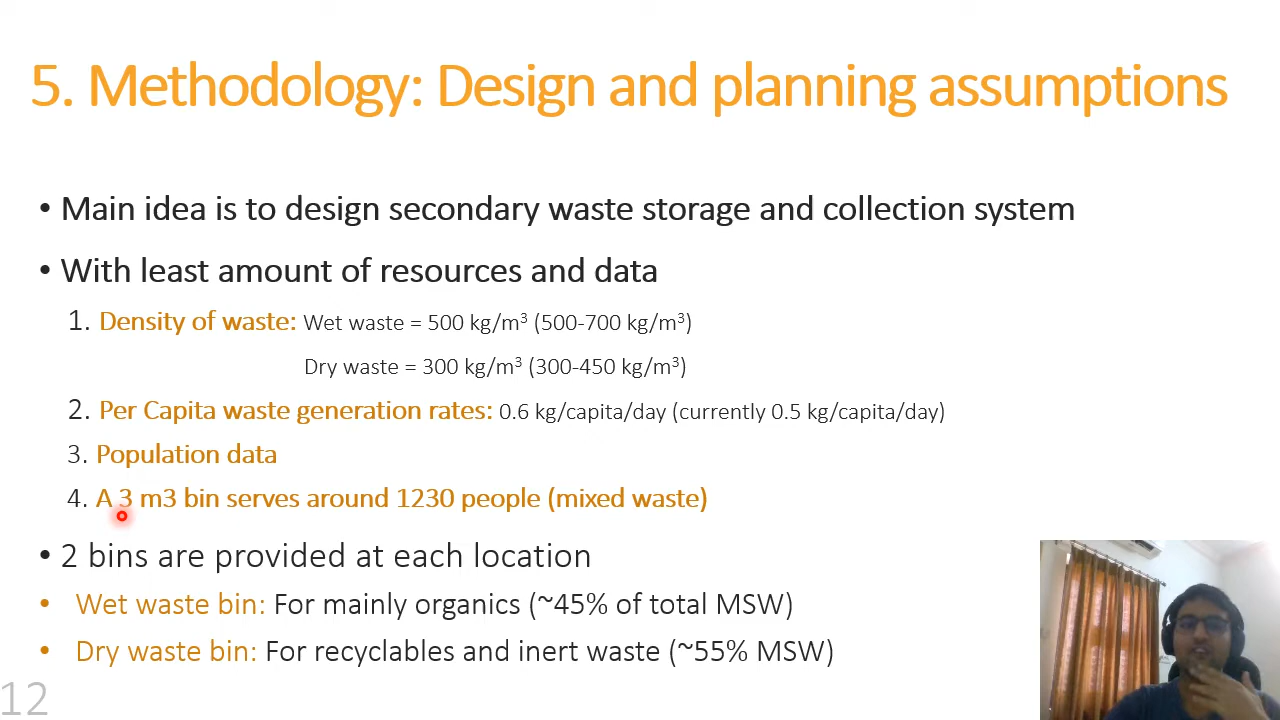 5. Methodology: Design and planning assumptions
• Main idea is to design secondary waste storage and collection system
• With least amount of resources and data
1. Density of waste: Wet waste = 500 kg/m³ (500-700 kg/m³)
Dry waste = 300 kg/m³ (300-450 kg/m³)
2. Per Capita waste generation rates: 0.6 kg/capita/day (currently 0.5 kg/capita/day)
3. Population data
4. A 3 m3 bin serves around 1230 people (mixed waste)
• 2 bins are provided at each location
• Wet waste bin: For mainly organics (~45% of total MSW)
• Dry waste bin: For recyclables and inert waste (~55% MSW)
12